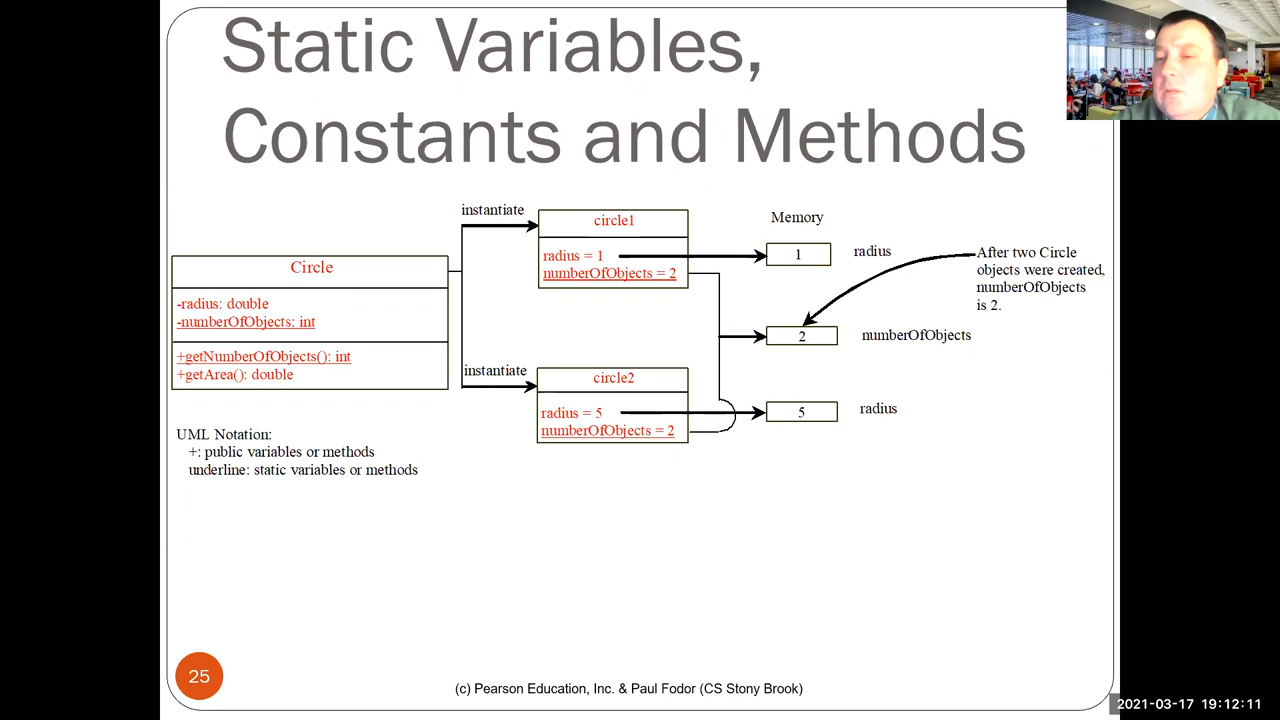 Static Variables,
Constants and Methods
instantiate
circle1
radius = 1
numberOfObjects = 2
Memory
1
radius
After two Circle
objects were created,
numberOfObjects
is 2.
Circle
-radius: double
-numberOfObjects: int
+getNumberOfObjects(): int
+getArea(): double
2
numberOfObjects
instantiate
circle2
radius = 5
numberOfObjects = 2
5
radius
UML Notation:
+: public variables or methods
underline: static variables or methods
25
(c) Pearson Education, Inc. & Paul Fodor (CS Stony Brook)
2021-03-17 19:12:11